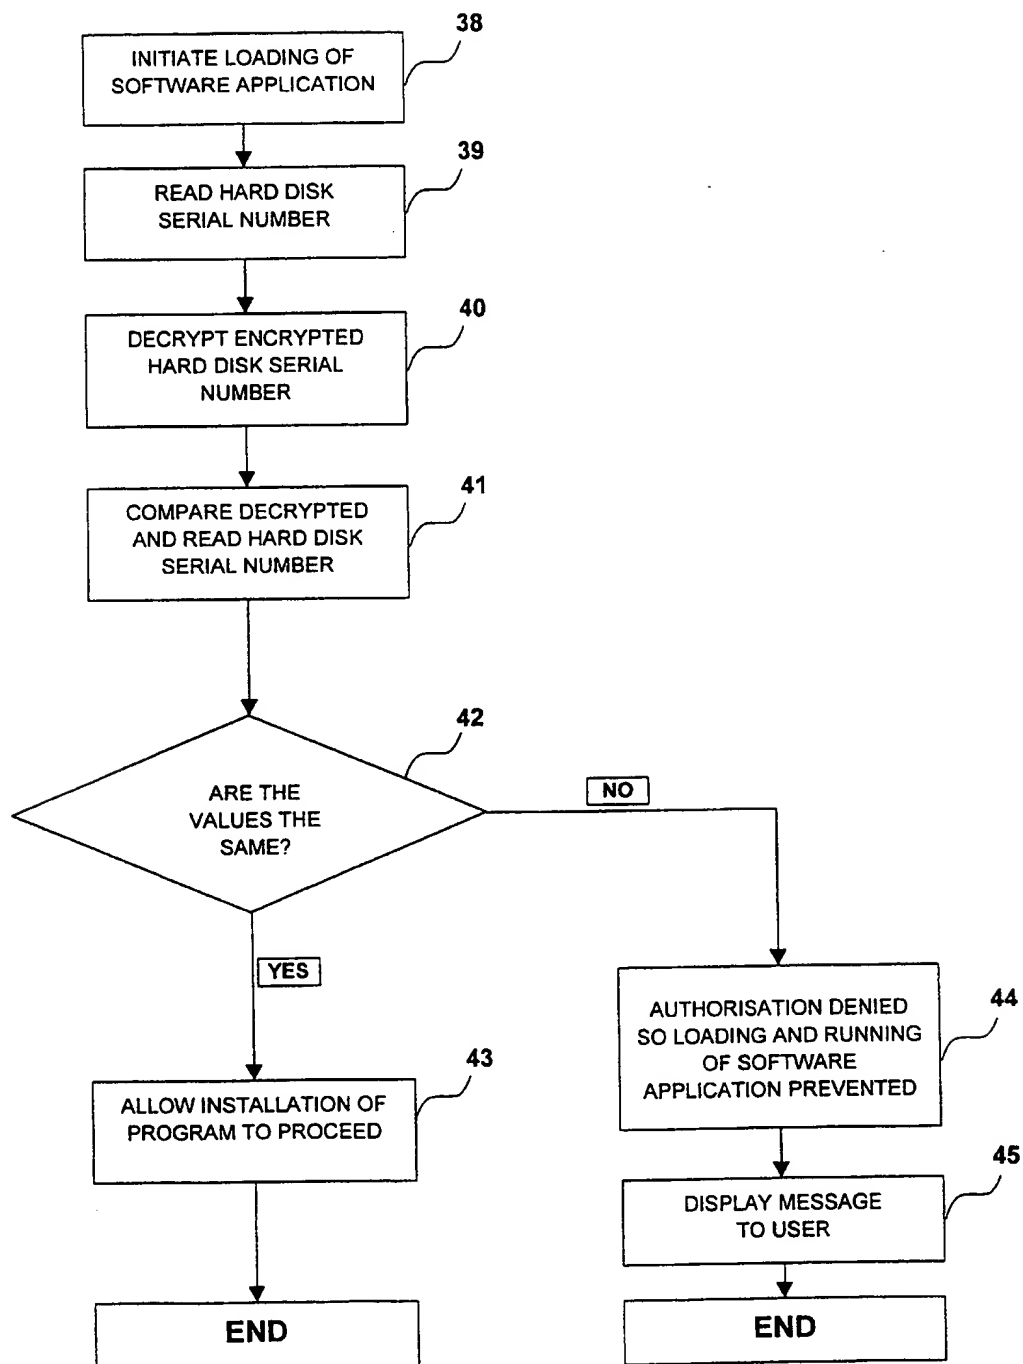 38
INITIATE LOADING OF
SOFTWARE APPLICATION
39
READ HARD DISK
SERIAL NUMBER
40
DECRYPT ENCRYPTED
HARD DISK SERIAL
NUMBER
41
COMPARE DECRYPTED
AND READ HARD DISK
SERIAL NUMBER
42
ARE THE
VALUES THE
SAME?
NO
YES
43
ALLOW INSTALLATION OF
PROGRAM TO PROCEED
END
44
AUTHORISATION DENIED
SO LOADING AND RUNNING
OF SOFTWARE
APPLICATION PREVENTED
45
DISPLAY MESSAGE
TO USER
END